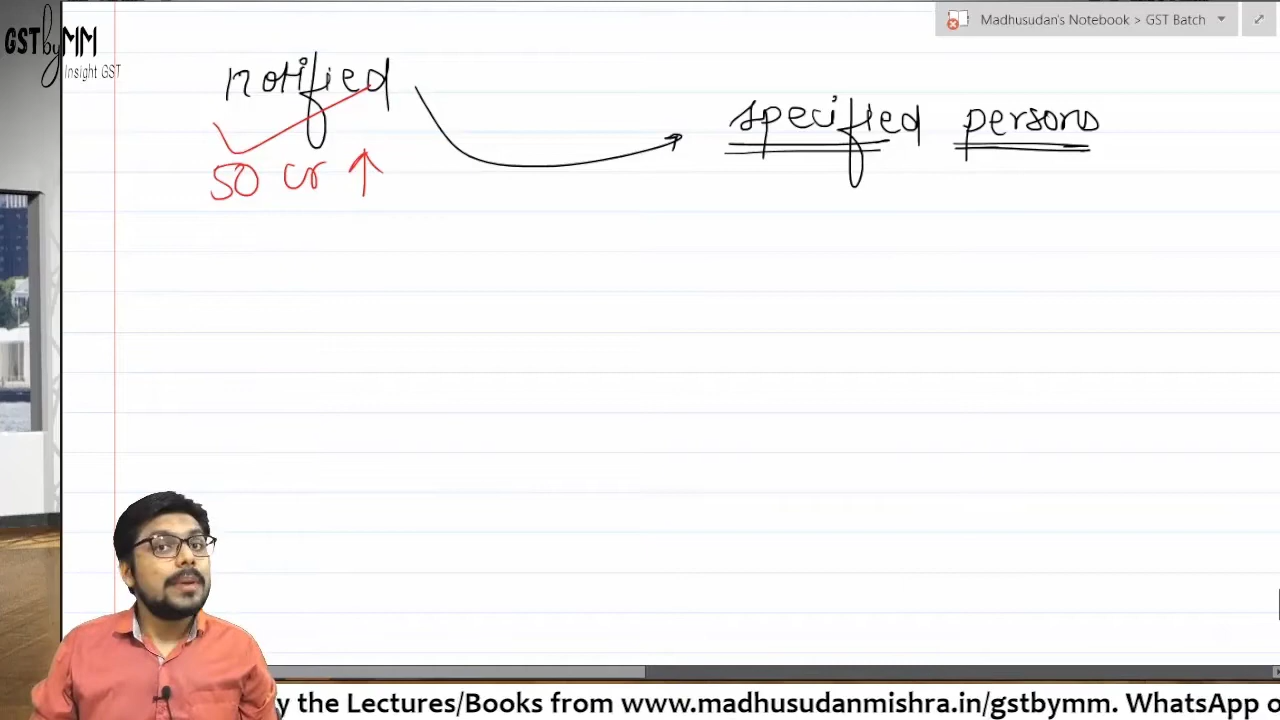 GST by MM
Insight GST
Madhusudan's Notebook > GST Batch
notified
specified persons
50 cr ↑
y the Lectures/Books from www.madhusudanmishra.in/gstbymm. WhatsApp o